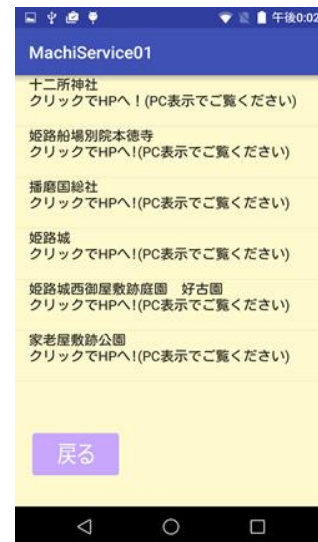 午後0:02
MachiService01
十二所神社
クリックでHPへ！(PC表示でご覧ください)
姫路船場別院本徳寺
クリックでHPへ!(PC表示でご覧ください)
播磨国総社
クリックでHPへ!(PC表示でご覧ください)
姫路城
クリックでHPへ!(PC表示でご覧ください)
姫路城西御屋敷跡庭園　好古園
クリックでHPへ!(PC表示でご覧ください)
家老屋敷跡公園
クリックでHPへ!(PC表示でご覧ください)
戻る